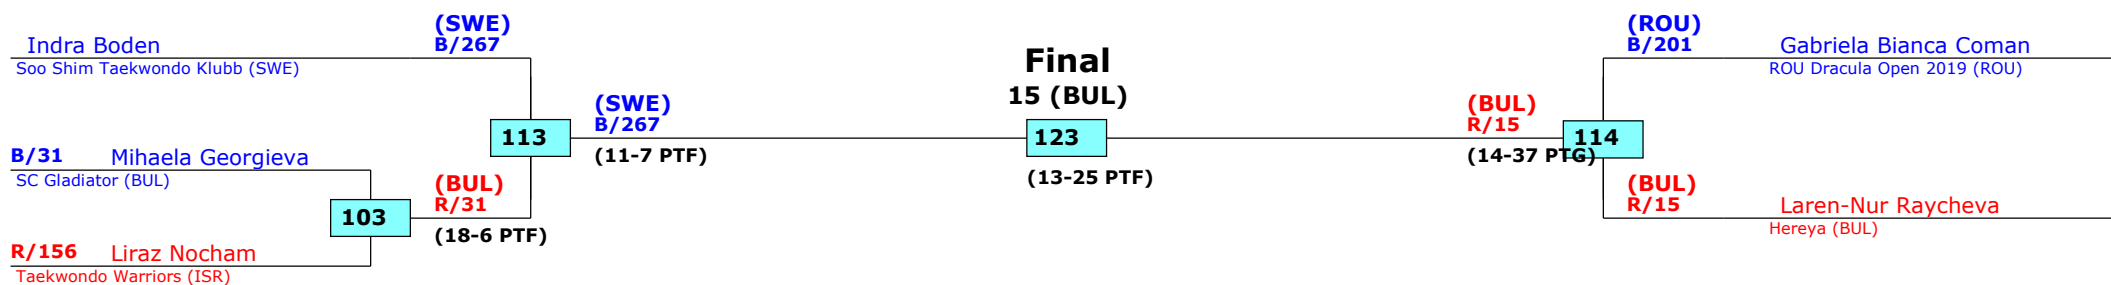 (SWE)
B/267
Indra Boden
Soo Shim Taekwondo Klubb (SWE)
B/31 Mihaela Georgieva
SC Gladiator (BUL)
R/156 Liraz Nocham
Taekwondo Warriors (ISR)
103
(BUL)
R/31
(18-6 PTF)
113
(SWE)
B/267
(11-7 PTF)
Final
15 (BUL)
123
(13-25 PTF)
(BUL)
R/15
(14-37 PTG)
114
(ROU)
B/201 Gabriela Bianca Coman
ROU Dracula Open 2019 (ROU)
(BUL)
R/15 Laren-Nur Raycheva
Hereya (BUL)